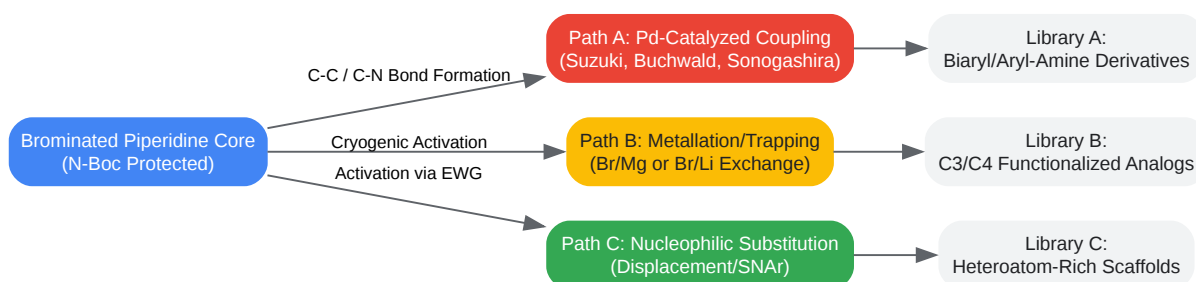 Brominated Piperidine Core
(N-Boc Protected)
C-C / C-N Bond Formation
Cryogenic Activation
Activation via EWG
Path A: Pd-Catalyzed Coupling
(Suzuki, Buchwald, Sonogashira)
Path B: Metallation/Trapping
(Br/Mg or Br/Li Exchange)
Path C: Nucleophilic Substitution
(Displacement/SNAr)
Library A:
Biaryl/Aryl-Amine Derivatives
Library B:
C3/C4 Functionalized Analogs
Library C:
Heteroatom-Rich Scaffolds